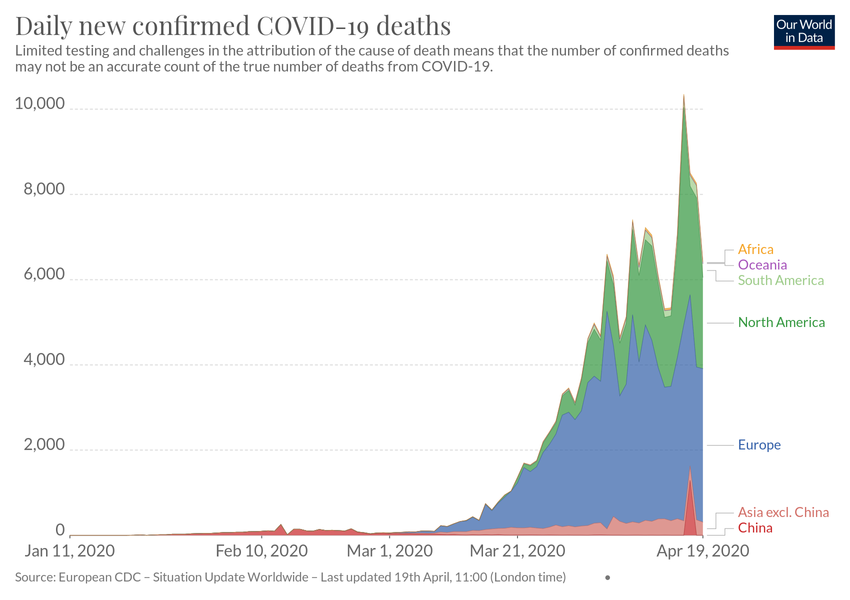 Daily new confirmed COVID-19 deaths
Our World
in Data
Limited testing and challenges in the attribution of the cause of death means that the number of confirmed deaths
may not be an accurate count of the true number of deaths from COVID-19.
10,000
8,000
6,000
4,000
2,000
0
Africa
Oceania
South America
North America
Europe
Asia excl. China
China
Jan 11, 2020
Feb 10, 2020
Mar 1, 2020
Mar 21, 2020
Apr 19, 2020
Source: European CDC – Situation Update Worldwide – Last updated 19th April, 11:00 (London time)